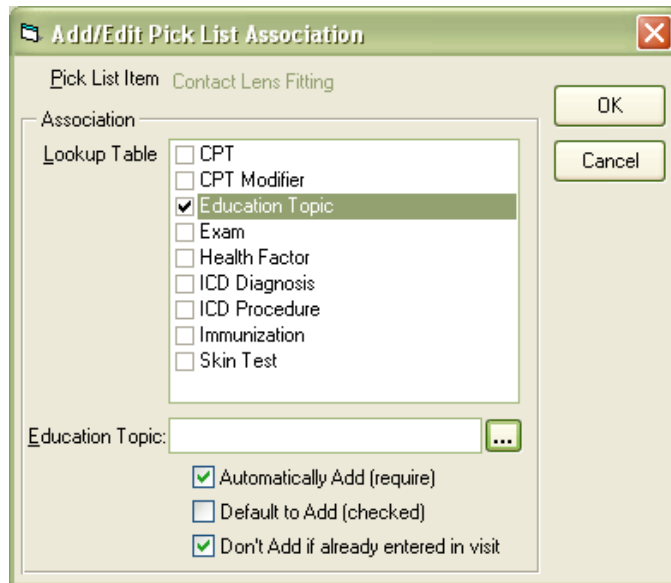 Add/Edit Pick List Association
Pick List Item Contact Lens Fitting
OK
Association
Lookup Table
CPT
Cancel
CPT Modifier
Education Topic
Exam
Health Factor
ICD Diagnosis
ICD Procedure
Immunization
Skin Test
Education Topic:
...
Automatically Add (require)
Default to Add (checked)
Don't Add if already entered in visit